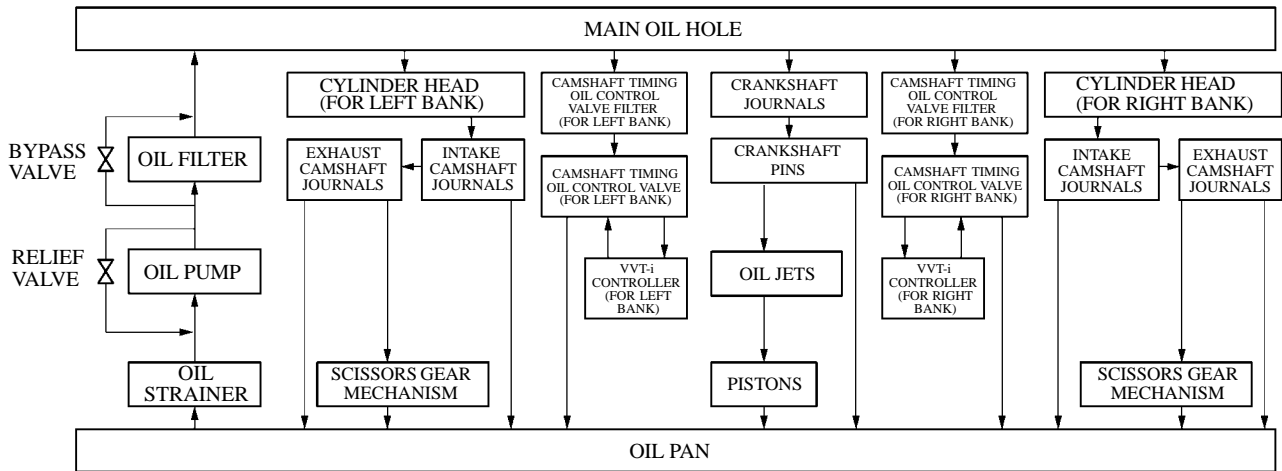 MAIN OIL HOLE
CYLINDER HEAD
(FOR LEFT BANK)
CAMSHAFT TIMING
OIL CONTROL
VALVE FILTER
(FOR LEFT BANK)
CRANKSHAFT
JOURNALS
CAMSHAFT TIMING
OIL CONTROL
VALVE FILTER
(FOR RIGHT BANK)
CYLINDER HEAD
(FOR RIGHT BANK)
BYPASS
VALVE
OIL FILTER
EXHAUST
CAMSHAFT
JOURNALS
INTAKE
CAMSHAFT
JOURNALS
CAMSHAFT TIMING
OIL CONTROL VALVE
(FOR LEFT BANK)
CRANKSHAFT
PINS
CAMSHAFT TIMING
OIL CONTROL VALVE
(FOR RIGHT BANK)
INTAKE
CAMSHAFT
JOURNALS
EXHAUST
CAMSHAFT
JOURNALS
RELIEF
VALVE
OIL PUMP
VVT-i
CONTROLLER
(FOR LEFT
BANK)
OIL JETS
VVT-i
CONTROLLER
(FOR RIGHT
BANK)
OIL
STRAINER
SCISSORS GEAR
MECHANISM
PISTONS
SCISSORS GEAR
MECHANISM
OIL PAN